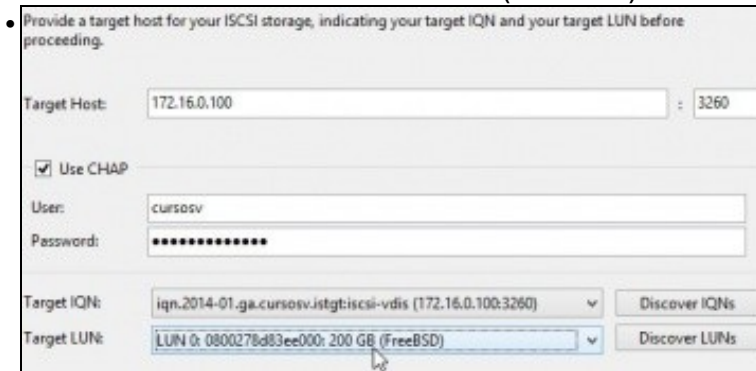 Provide a target host for your ISCSI storage, indicating your target IQN and your target LUN before
proceeding.
Target Host: 172.16.0.100 : 3260
Use CHAP
User: cursosv
Password: •••••••••••••
Target IQN: iqn.2014-01.ga.cursosv.istgt:iscsi-vdis (172.16.0.100:3260) Discover IQNs
Target LUN: LUN 0: 0800278d83ee000: 200 GB (FreeBSD) Discover LUNs